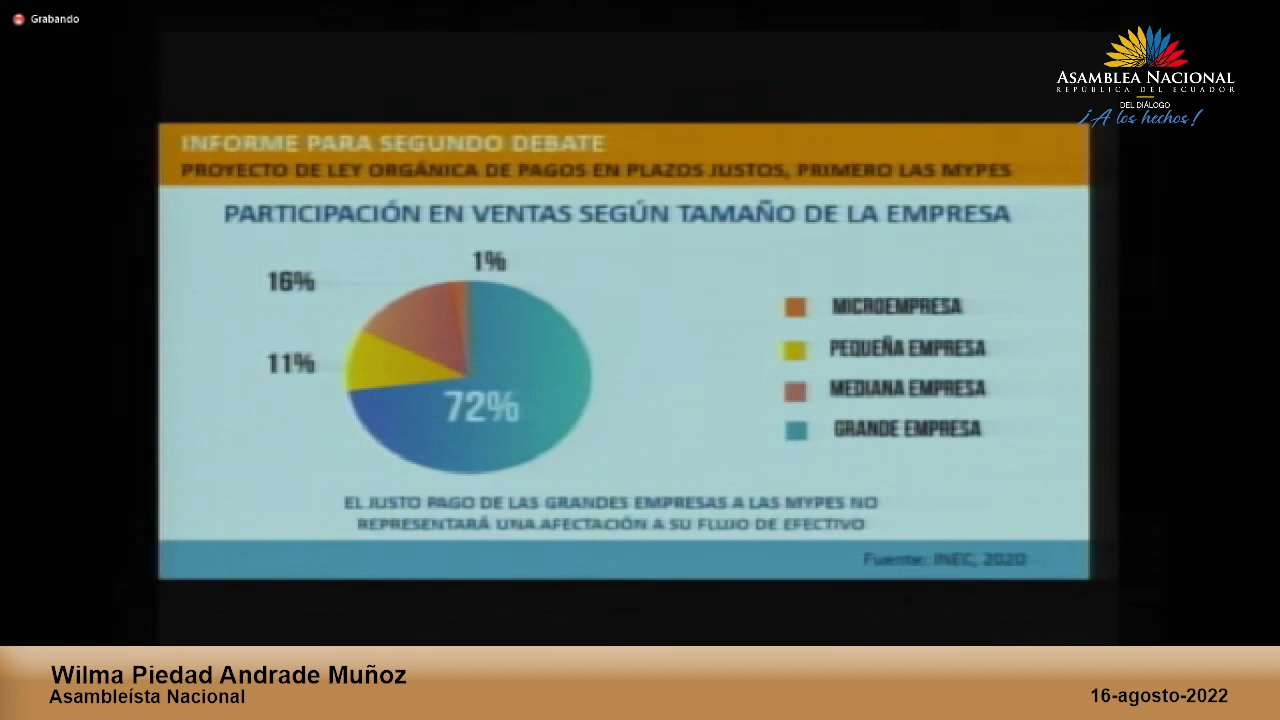 Grabando
ASAMBLEA NACIONAL
REPÚBLICA DEL ECUADOR
DEL DIÁLOGO
¡A los hechos!
INFORME PARA SEGUNDO DEBATE
PROYECTO DE LEY ORGÁNICA DE PAGOS EN PLAZOS JUSTOS, PRIMERO LAS MYPES
PARTICIPACIÓN EN VENTAS SEGÚN TAMAÑO DE LA EMPRESA
1%
16%
11%
72%
MICROEMPRESA
PEQUEÑA EMPRESA
MEDIANA EMPRESA
GRANDE EMPRESA
EL JUSTO PAGO DE LAS GRANDES EMPRESAS A LAS MYPES NO
REPRESENTARÁ UNA AFECTACIÓN A SU FLUJO DE EFECTIVO
Fuente: INEC, 2020
Wilma Piedad Andrade Muñoz
Asambleísta Nacional
16-agosto-2022